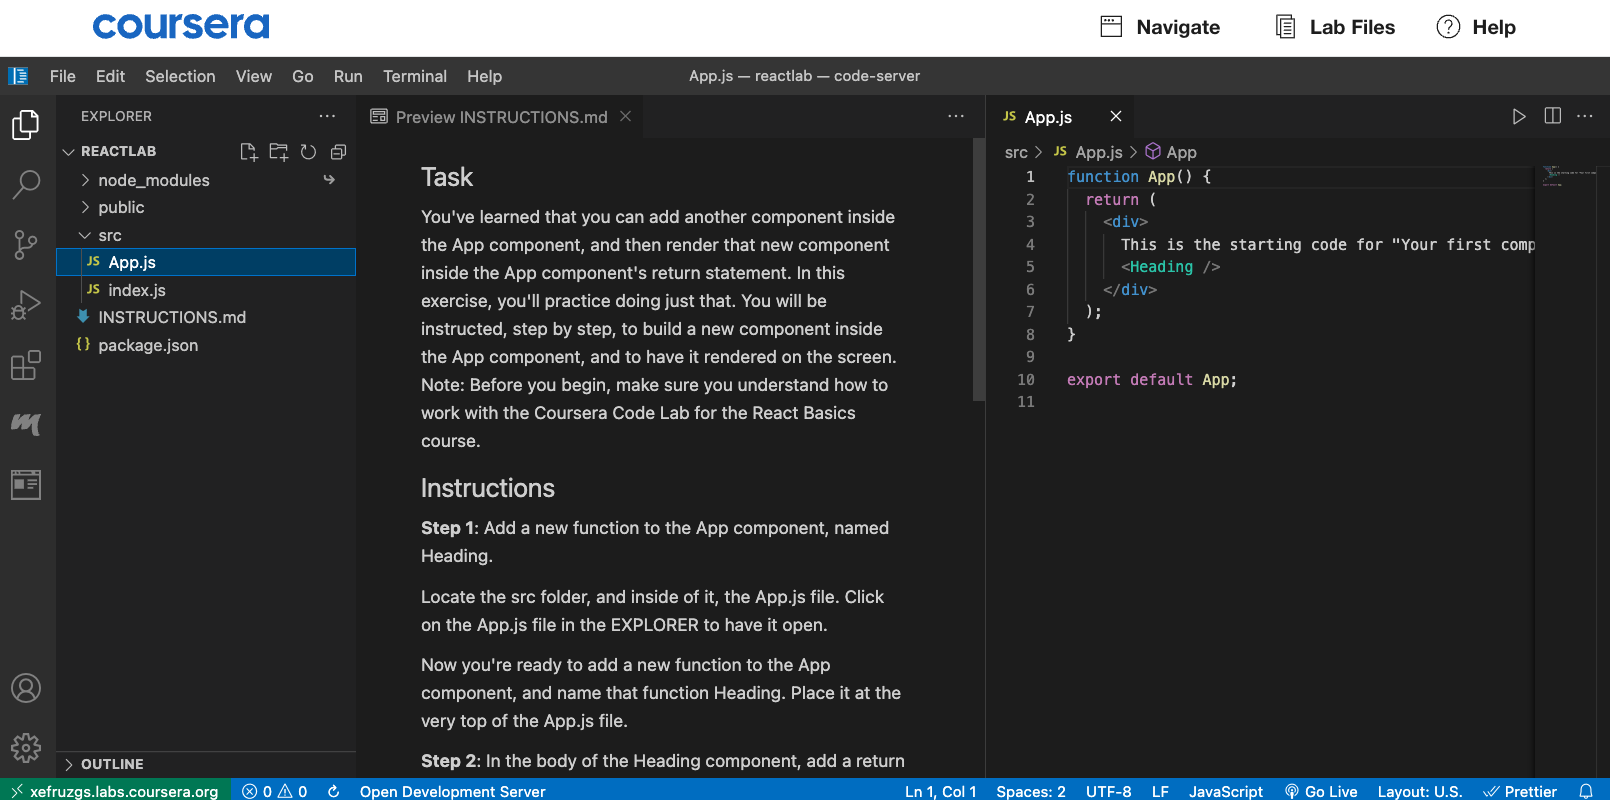 coursera
Navigate
Lab Files
Help
File Edit Selection View Go Run Terminal Help
App.js — reactlab — code-server
EXPLORER
REACTLAB
node_modules
public
src
JS App.js
JS index.js
INSTRUCTIONS.md
{} package.json
OUTLINE
Preview INSTRUCTIONS.md
Task
You've learned that you can add another component inside
the App component, and then render that new component
inside the App component's return statement. In this
exercise, you'll practice doing just that. You will be
instructed, step by step, to build a new component inside
the App component, and to have it rendered on the screen.
Note: Before you begin, make sure you understand how to
work with the Coursera Code Lab for the React Basics
course.
Instructions
Step 1: Add a new function to the App component, named
Heading.
Locate the src folder, and inside of it, the App.js file. Click
on the App.js file in the EXPLORER to have it open.
Now you're ready to add a new function to the App
component, and name that function Heading. Place it at the
very top of the App.js file.
Step 2: In the body of the Heading component, add a return
JS App.js
src > JS App.js > App
1 function App() {
2 return (
3 <div>
4 This is the starting code for "Your first comp
5 <Heading />
6 </div>
7 );
8 }
9
10 export default App;
11
xefruzgs.labs.coursera.org 0 0 Open Development Server Ln 1, Col 1 Spaces: 2 UTF-8 LF JavaScript Go Live Layout: U.S. Prettier